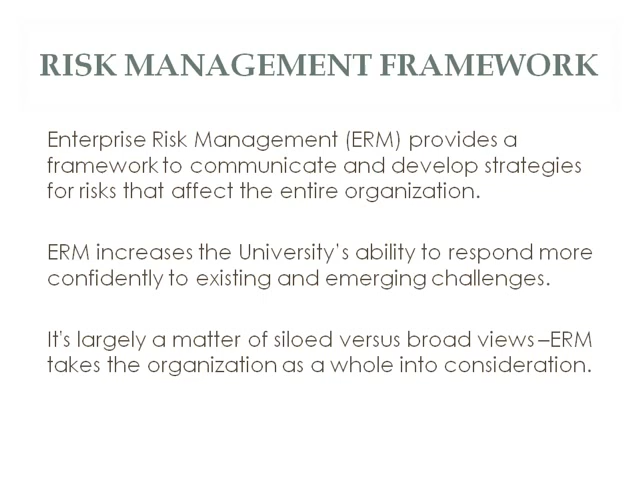 RISK MANAGEMENT FRAMEWORK
Enterprise Risk Management (ERM) provides a
framework to communicate and develop strategies
for risks that affect the entire organization.
ERM increases the University's ability to respond more
confidently to existing and emerging challenges.
It's largely a matter of siloed versus broad views –ERM
takes the organization as a whole into consideration.